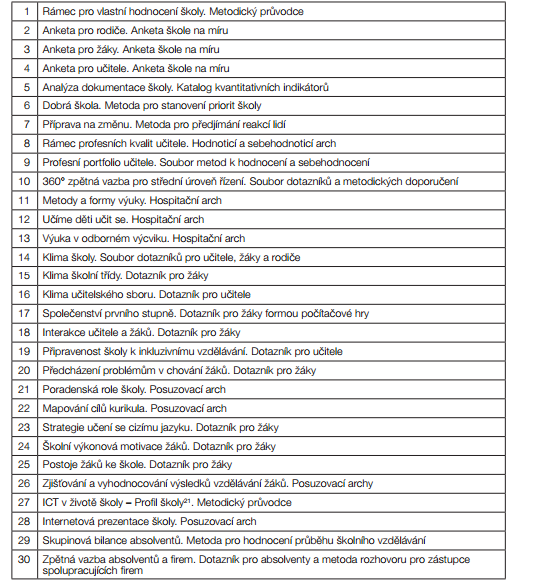 1 Rámec pro vlastní hodnocení školy. Metodický průvodce
2 Anketa pro rodiče. Anketa škole na míru
3 Anketa pro žáky. Anketa škole na míru
4 Anketa pro učitele. Anketa škole na míru
5 Analýza dokumentace školy. Katalog kvantitativních indikátorů
6 Dobrá škola. Metoda pro stanovení priorit školy
7 Příprava na změnu. Metoda pro předjímání reakcí lidí
8 Rámec profesních kvalit učitele. Hodnoticí a sebehodnoticí arch
9 Profesní portfolio učitele. Soubor metod k hodnocení a sebehodnocení
10 360° zpětná vazba pro střední úroveň řízení. Soubor dotazníků a metodických doporučení
11 Metody a formy výuky. Hospitační arch
12 Učíme děti učit se. Hospitační arch
13 Výuka v odborném výcviku. Hospitační arch
14 Klima školy. Soubor dotazníků pro učitele, žáky a rodiče
15 Klima školní třídy. Dotazník pro žáky
16 Klima učitelského sboru. Dotazník pro učitele
17 Společenství prvního stupně. Dotazník pro žáky formou počítačové hry
18 Interakce učitele a žáků. Dotazník pro žáky
19 Připravenost školy k inkluzivnímu vzdělávání. Dotazník pro učitele
20 Předcházení problémům v chování žáků. Dotazník pro žáky
21 Poradenská role školy. Posuzovací arch
22 Mapování cílů kurikula. Posuzovací arch
23 Strategie učení se cizímu jazyku. Dotazník pro žáky
24 Školní výkonová motivace žáků. Dotazník pro žáky
25 Postoje žáků ke škole. Dotazník pro žáky
26 Zjišťování a vyhodnocování výsledků vzdělávání žáků. Posuzovací archy
27 ICT v životě školy – Profil školy²¹. Metodický průvodce
28 Internetová prezentace školy. Posuzovací arch
29 Skupinová bilance absolventů. Metoda pro hodnocení průběhu školního vzdělávání
30 Zpětná vazba absolventů a firem. Dotazník pro absolventy a metoda rozhovoru pro zástupce
spolupracujících firem